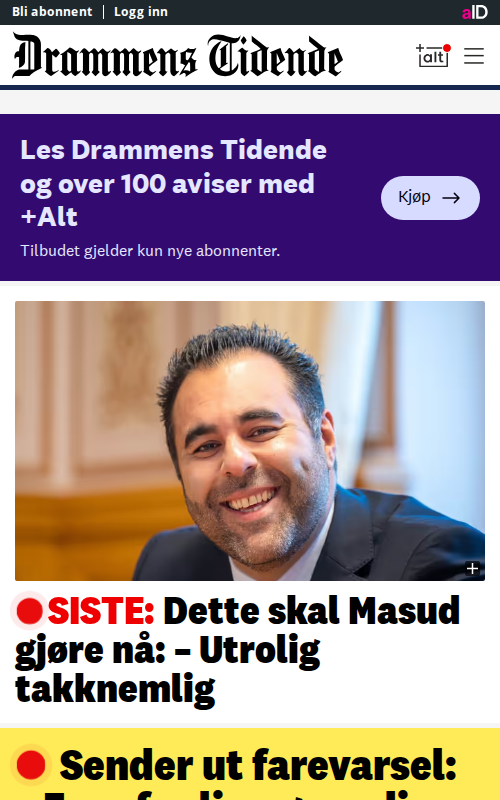 Bli abonnent
Logg inn
aID
Drammens Tidende
+alt
Les Drammens Tidende
og over 100 aviser med
+Alt
Kjøp
Tilbudet gjelder kun nye abonnenter.
SISTE: Dette skal Masud
gjøre nå: – Utrolig
takknemlig
Sender ut farevarsel: